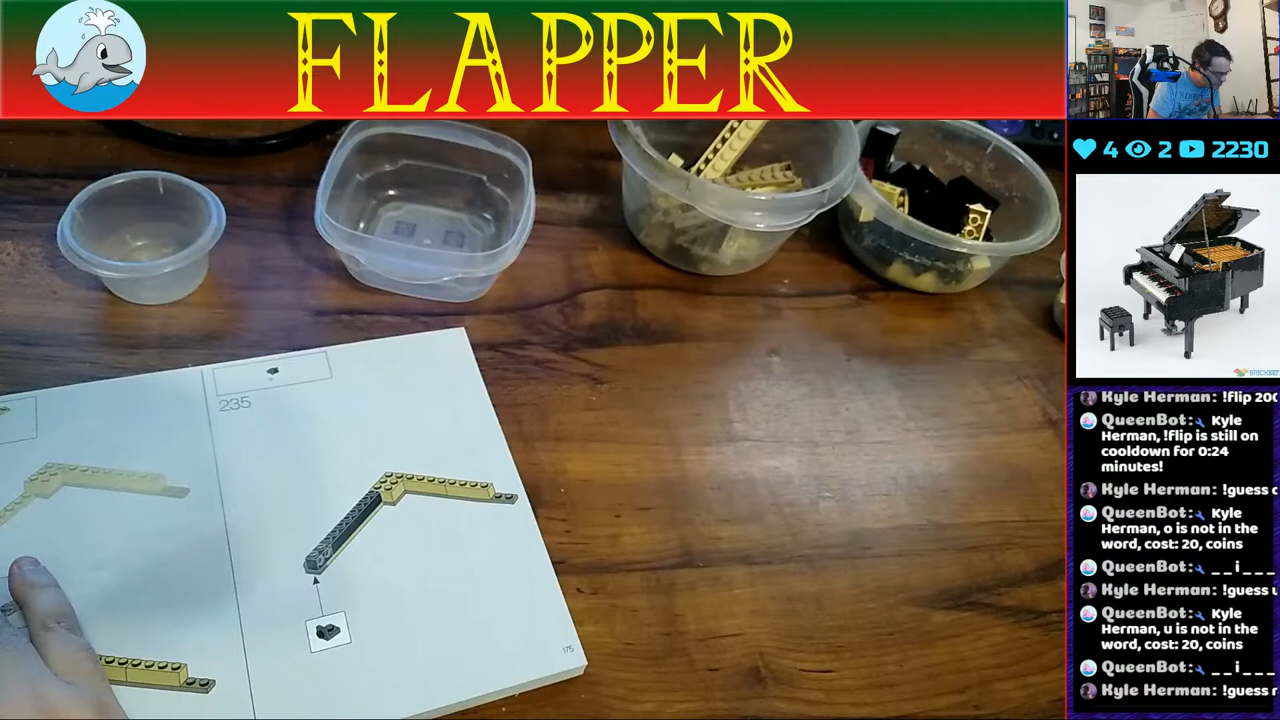 FLAPPER
4 2 2230
235
175
Kyle Herman: !flip 200
QueenBot: Kyle
Herman, !flip is still on
cooldown for 0:24
minutes!
Kyle Herman: !guess o
QueenBot: Kyle
Herman, o is not in the
word, cost: 20, coins
QueenBot: _ _ i _ _ _
Kyle Herman: !guess u
QueenBot: Kyle
Herman, u is not in the
word, cost: 20, coins
QueenBot: _ _ i _ _ _
Kyle Herman: !guess